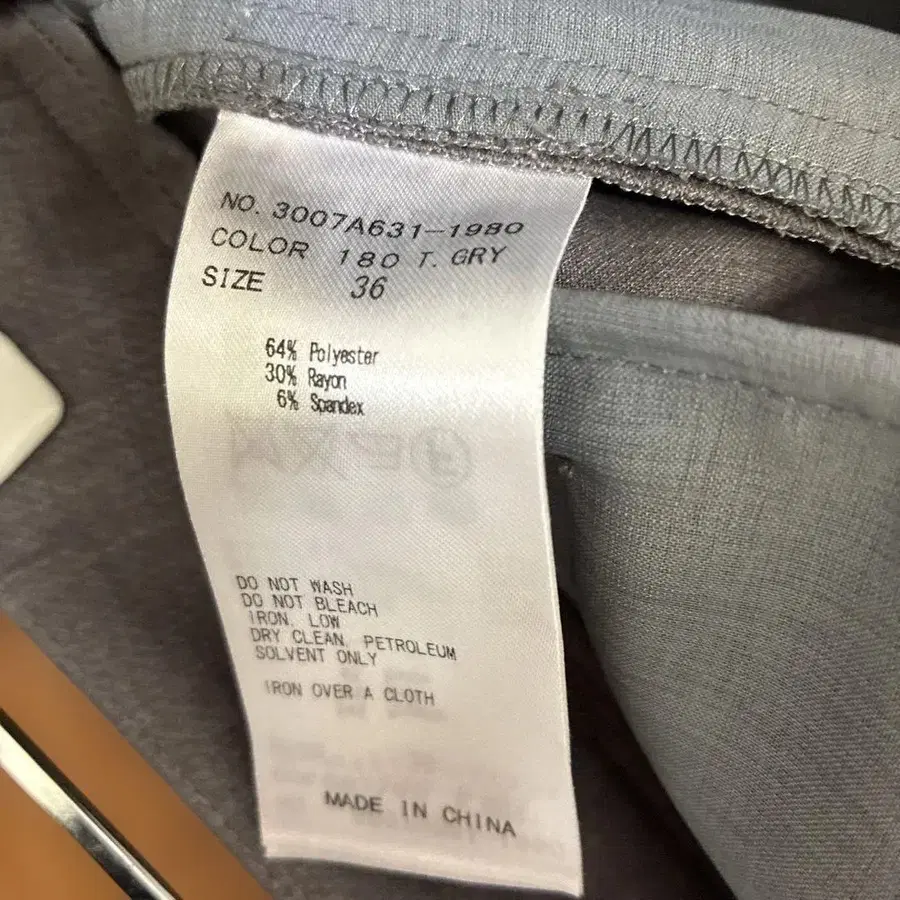 NO. 3007A631-1980
COLOR 180 T. GRY
SIZE 36
64% Polyester
30% Rayon
6% Spandex
DO NOT WASH
DO NOT BLEACH
IRON, LOW
DRY CLEAN, PETROLEUM
SOLVENT ONLY
IRON OVER A CLOTH
MADE IN CHINA